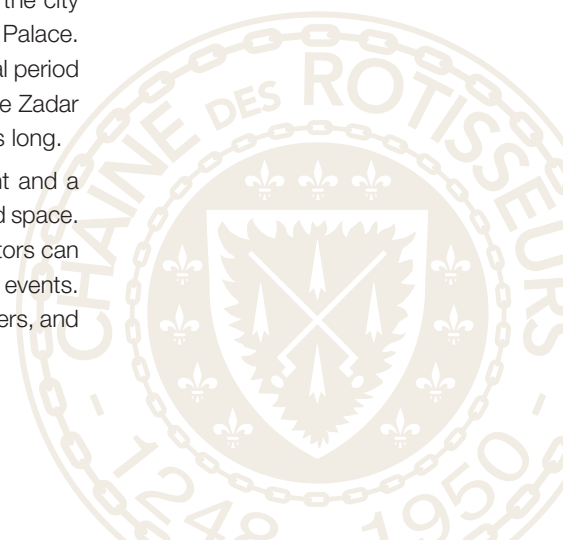 the city
Palace.
al period
e Zadar
s long.
nt and a
d space.
tors can
events.
ers, and
CHAINE DES ROTISSEURS
- 1248 - 1950 -